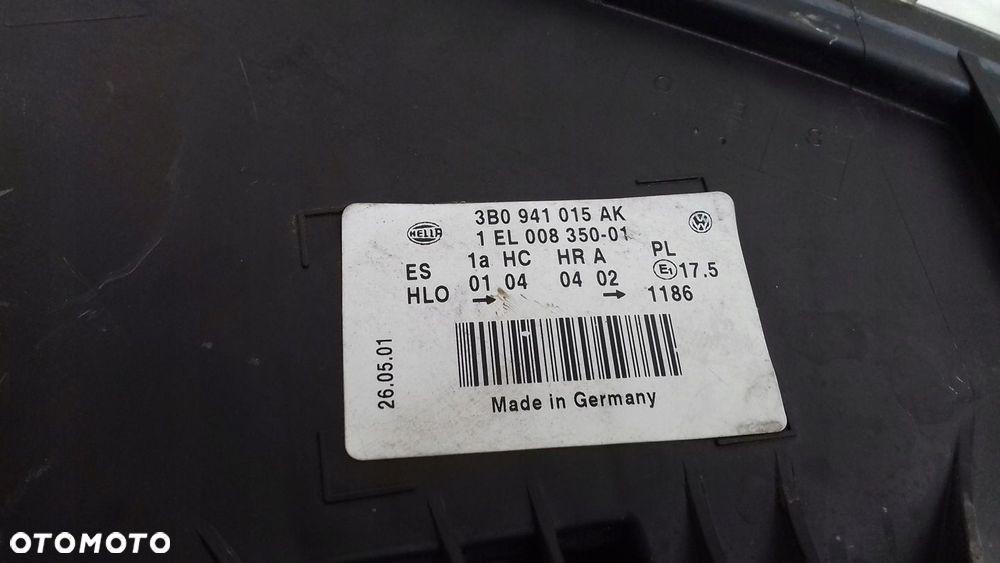 3B0 941 015 AK
HELLA
1 EL 008 350-01
VW
ES 1a HC HR A PL
HLO 01 04 04 02 E1 17.5
1186
26.05.01
Made in Germany
OTOMOTO